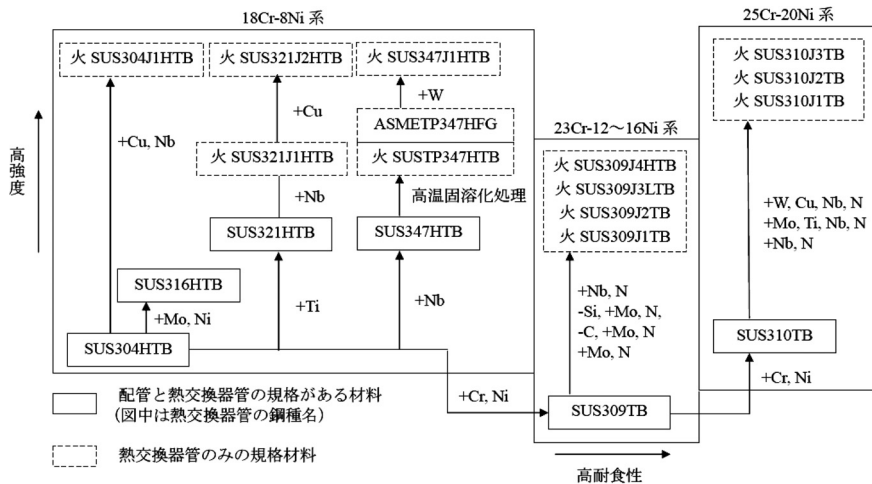 18Cr-8Ni 系
25Cr-20Ni 系
火 SUS304J1HTB
火 SUS321J2HTB
火 SUS347J1HTB
火 SUS310J3TB
火 SUS310J2TB
火 SUS310J1TB
高強度
+Cu, Nb
+Cu
+W
ASMETP347HFG
火 SUS321J1HTB
火 SUSTP347HTB
23Cr-12～16Ni 系
火 SUS309J4HTB
火 SUS309J3LTB
火 SUS309J2TB
火 SUS309J1TB
+Nb
高温固溶化処理
+W, Cu, Nb, N
+Mo, Ti, Nb, N
+Nb, N
SUS321HTB
SUS347HTB
SUS316HTB
+Mo, Ni
+Ti
+Nb
+Nb, N
-Si, +Mo, N,
-C, +Mo, N
+Mo, N
SUS304HTB
SUS310TB
+Cr, Ni
+Cr, Ni
SUS309TB
配管と熱交換器管の規格がある材料
（図中は熱交換器管の鋼種名）
熱交換器管のみの規格材料
高耐食性